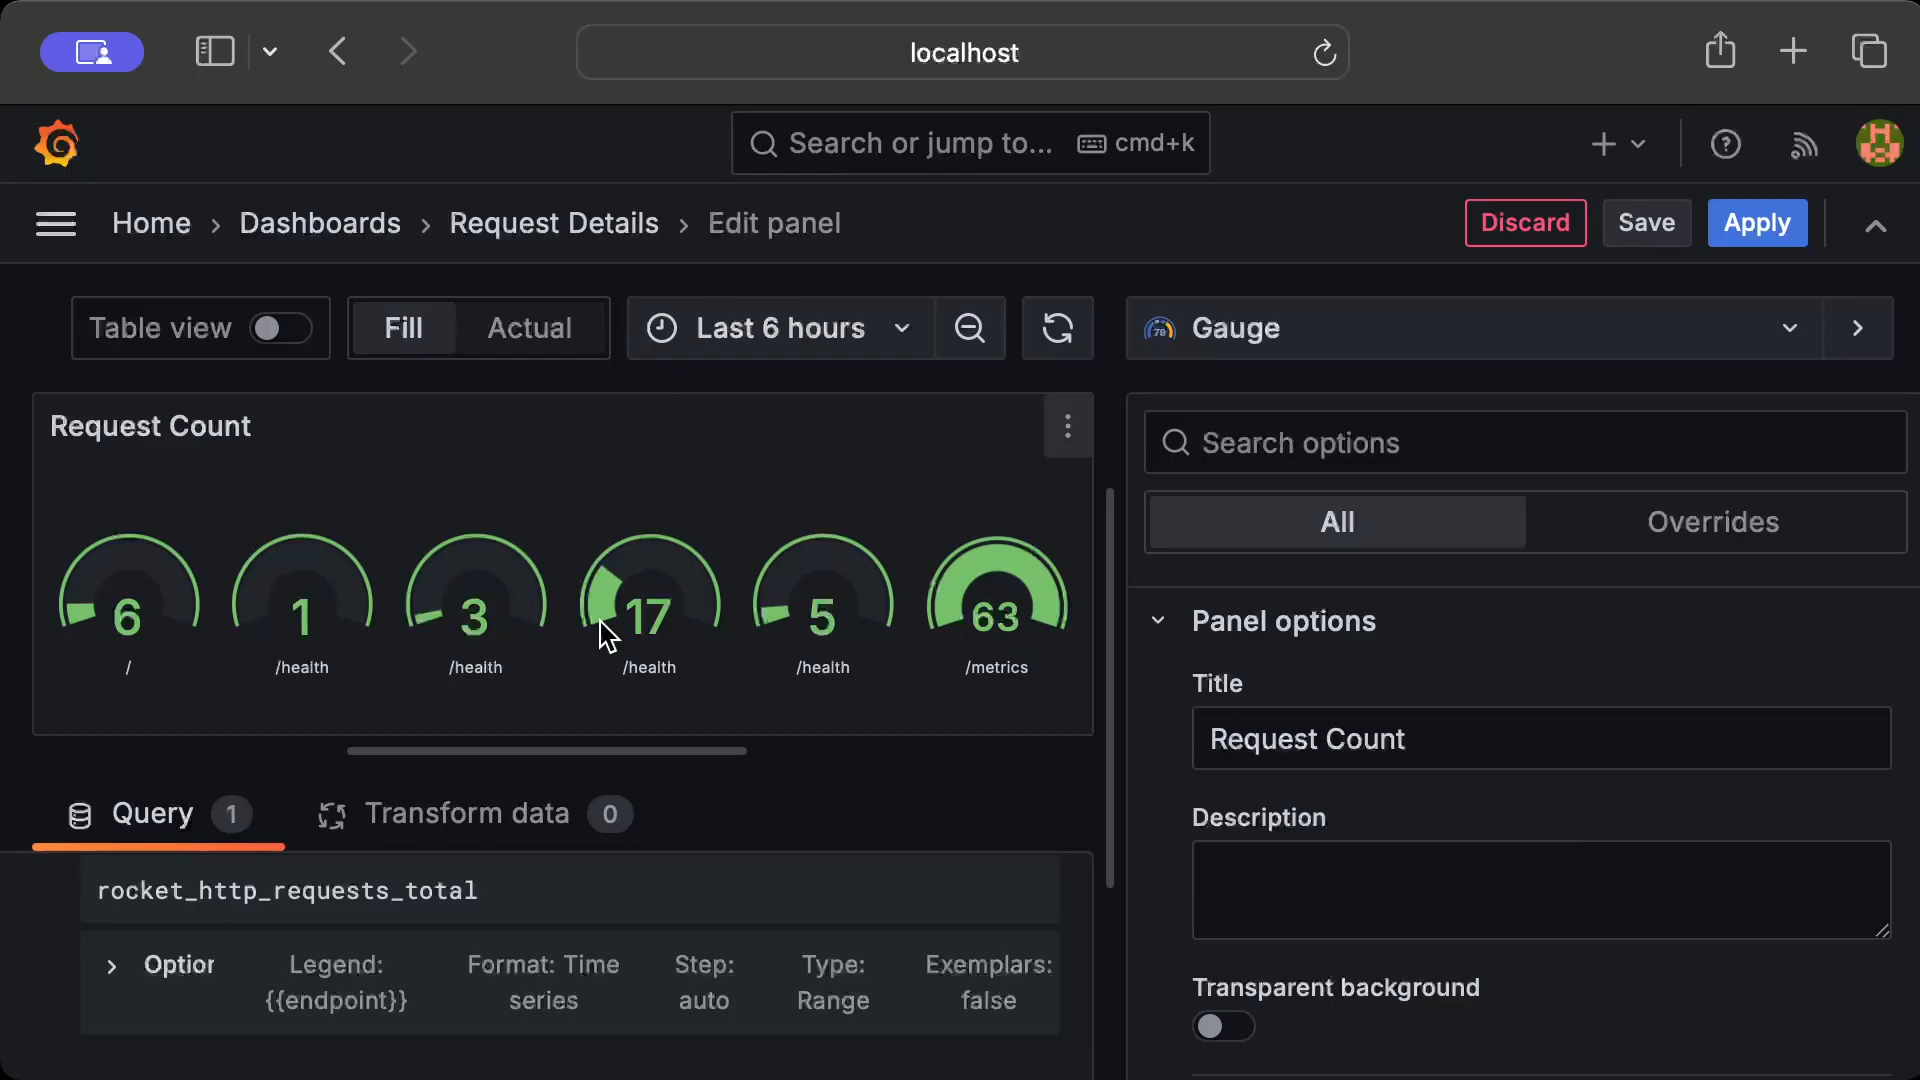 localhost
Search or jump to... cmd+k
Home › Dashboards › Request Details › Edit panel Discard Save Apply
Table view Fill Actual Last 6 hours Gauge
Request Count
Search options
All Overrides
6 1 3 17 5 63
/ /health /health /health /health /metrics
Panel options
Title
Request Count
Query 1 Transform data 0
Description
rocket_http_requests_total
Option Legend: Format: Time Step: Type: Exemplars:
{{endpoint}} series auto Range false
Transparent background